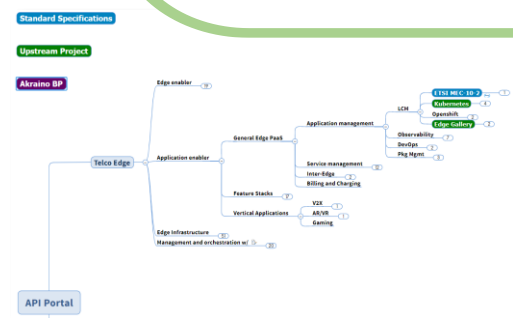 Standard Specifications
Upstream Project
Akraino BP
Edge enabler
ETSI MEC-10-2
Kubernetes
LCM
Openshift
Application management
Edge Gallery
Observability
General Edge PaaS
DevOps
Application enabler
Pkg Mgmt
Telco Edge
Service management
Inter-Edge
Billing and Charging
Feature Stacks
V2X
Vertical Applications
AR/VR
Gaming
Edge Infrastructure
Management and orchestration w/
API Portal